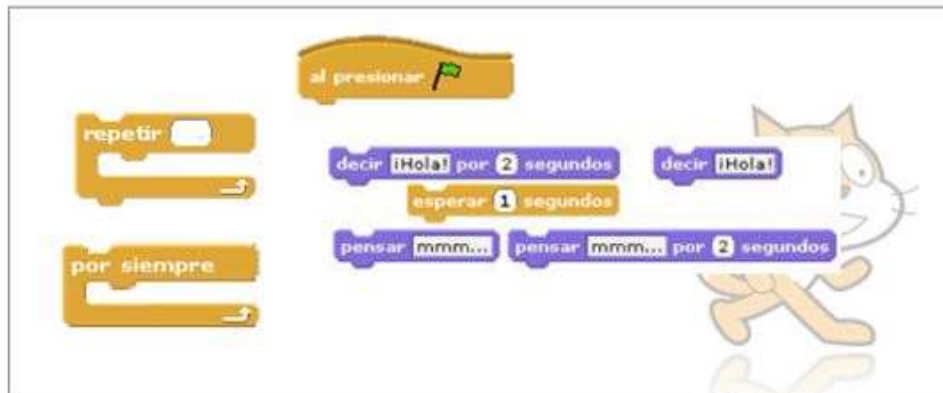 al presionar
repetir
decir ¡Hola! por 2 segundos
decir ¡Hola!
esperar 1 segundos
pensar mmm...
pensar mmm... por 2 segundos
por siempre